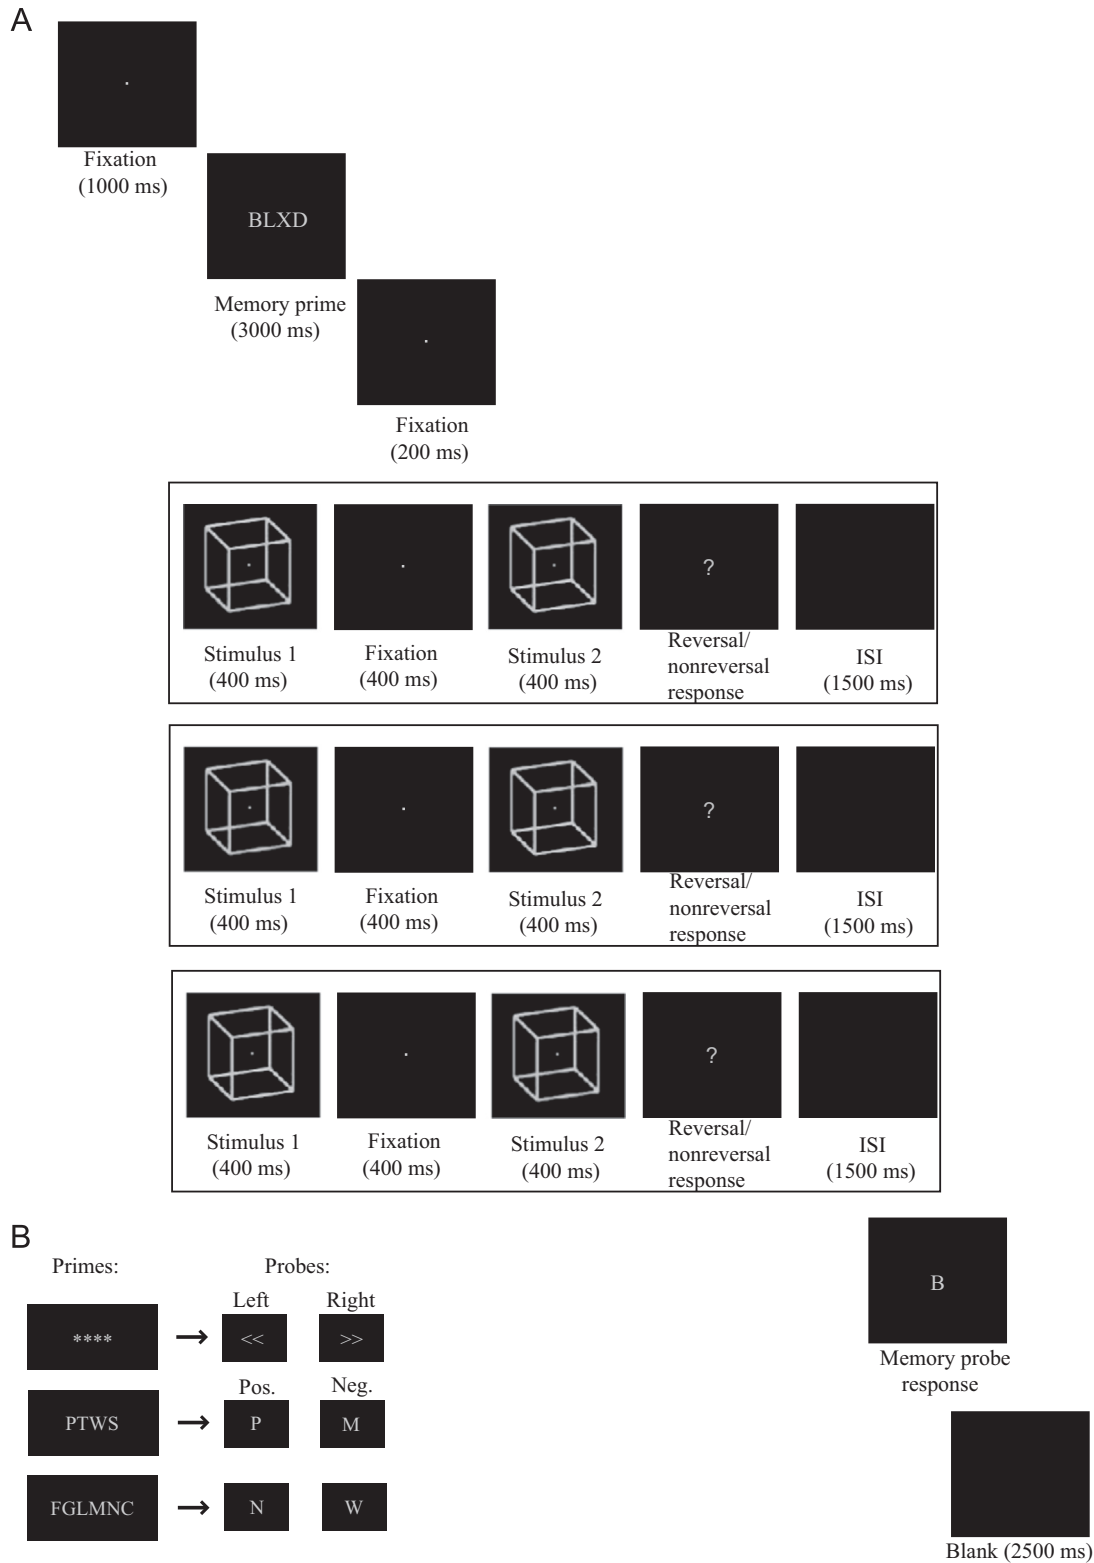 A
Fixation
(1000 ms)
BLXD
Memory prime
(3000 ms)
Fixation
(200 ms)
?
Stimulus 1
(400 ms)
Fixation
(400 ms)
Stimulus 2
(400 ms)
Reversal/
nonreversal
response
ISI
(1500 ms)
?
Stimulus 1
(400 ms)
Fixation
(400 ms)
Stimulus 2
(400 ms)
Reversal/
nonreversal
response
ISI
(1500 ms)
?
Stimulus 1
(400 ms)
Fixation
(400 ms)
Stimulus 2
(400 ms)
Reversal/
nonreversal
response
ISI
(1500 ms)
B
Primes: Probes:
Left Right
**** → << >>
Pos. Neg.
PTWS → P M
FGLMNC → N W
B
Memory probe
response
Blank (2500 ms)